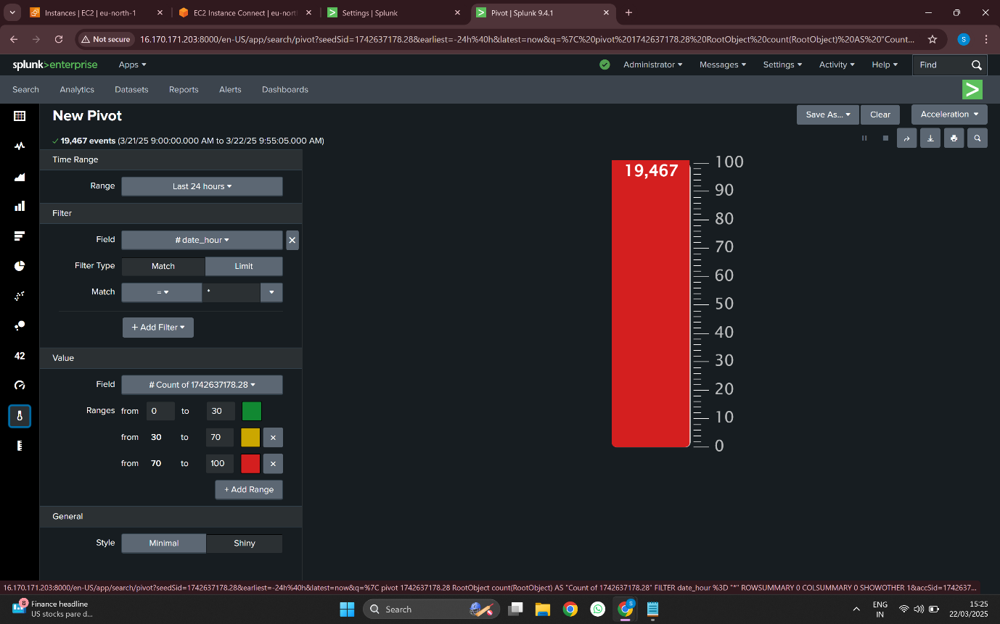 Instances | EC2 | eu-north-1
EC2 Instance Connect | eu-nort
Settings | Splunk
Pivot | Splunk 9.4.1
Not secure
16.170.171.203:8000/en-US/app/search/pivot?seedSid=1742637178.28&earliest=-24h%40h&latest=now&q=%7C%20pivot%201742637178.28%20RootObject%20count(RootObject)%20AS%20"Count...
S
splunk>enterprise
Apps
Administrator
Messages
Settings
Activity
Help
Find
Search
Analytics
Datasets
Reports
Alerts
Dashboards
>
New Pivot
Save As...
Clear
Acceleration
19,467 events (3/21/25 9:00:00.000 AM to 3/22/25 9:55:05.000 AM)
Time Range
Range
Last 24 hours
Filter
Field
# date_hour
Filter Type
Match
Limit
Match
=
*
+ Add Filter
Value
Field
# Count of 1742637178.28
Ranges
from 0 to 30
from 30 to 70
from 70 to 100
+ Add Range
General
Style
Minimal
Shiny
42
19,467
100
90
80
70
60
50
40
30
20
10
0
16.170.171.203:8000/en-US/app/search/pivot?seedSid=1742637178.28&earliest=-24h%40h&latest=now&q=%7C pivot 1742637178.28 RootObject count(RootObject) AS "Count of 1742637178.28" FILTER date_hour %3D "*" ROWSUMMARY 0 COLSUMMARY 0 SHOWOTHER 1&accSid=1742637...
8
Finance headline
US stocks pare d...
Search
S
ENG
IN
15:25
22/03/2025